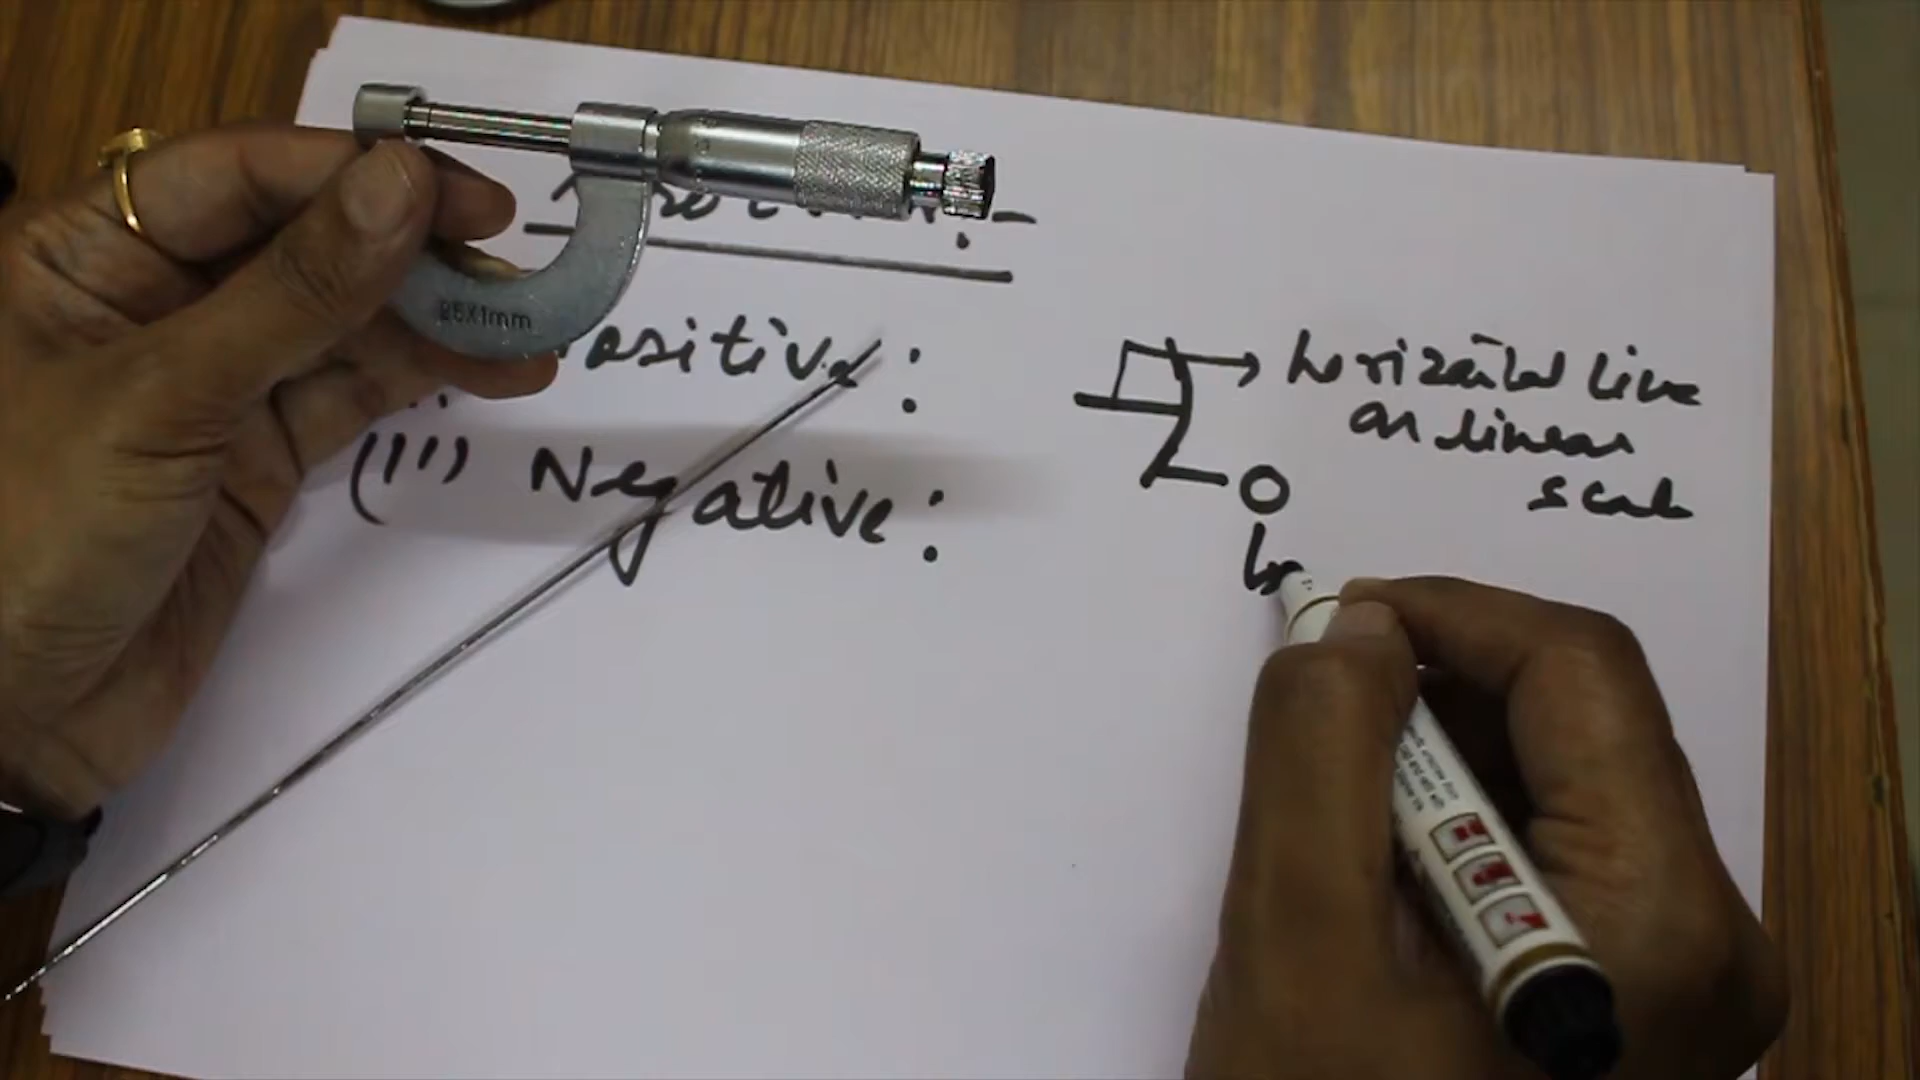 25X1mm
Positive :
(ii) Negative :
horizontal line
on linear
scale
0